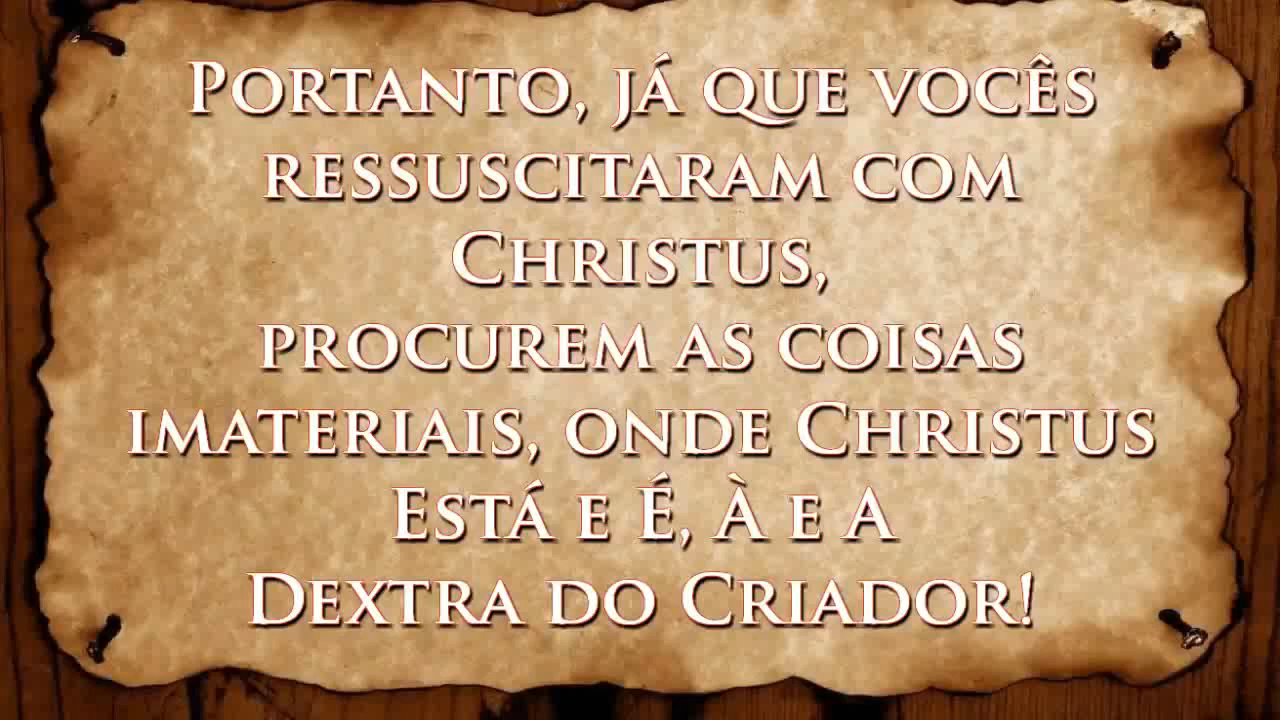 Portanto, já que vocês
ressuscitaram com
Christus,
procurem as coisas
imateriais, onde Christus
Está e É, À e A
Dextra do Criador!